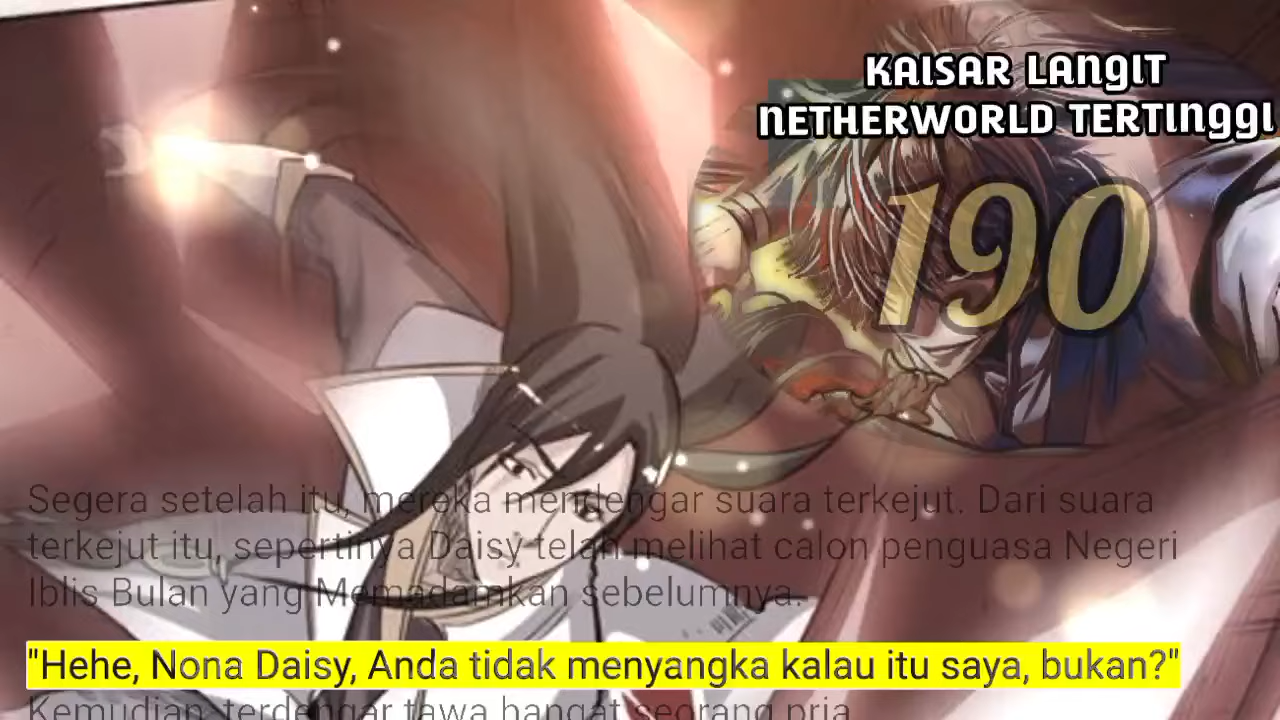 KAISAR LANGIT
NETHERWORLD TERTINGGI
190
Segera setelah itu, mereka mendengar suara terkejut. Dari suara
terkejut itu, sepertinya Daisy telah melihat calon penguasa Negeri
Iblis Bulan yang Memadamkan sebelumnya.
"Hehe, Nona Daisy, Anda tidak menyangka kalau itu saya, bukan?"
Kemudian, terdengar tawa hangat seorang pria